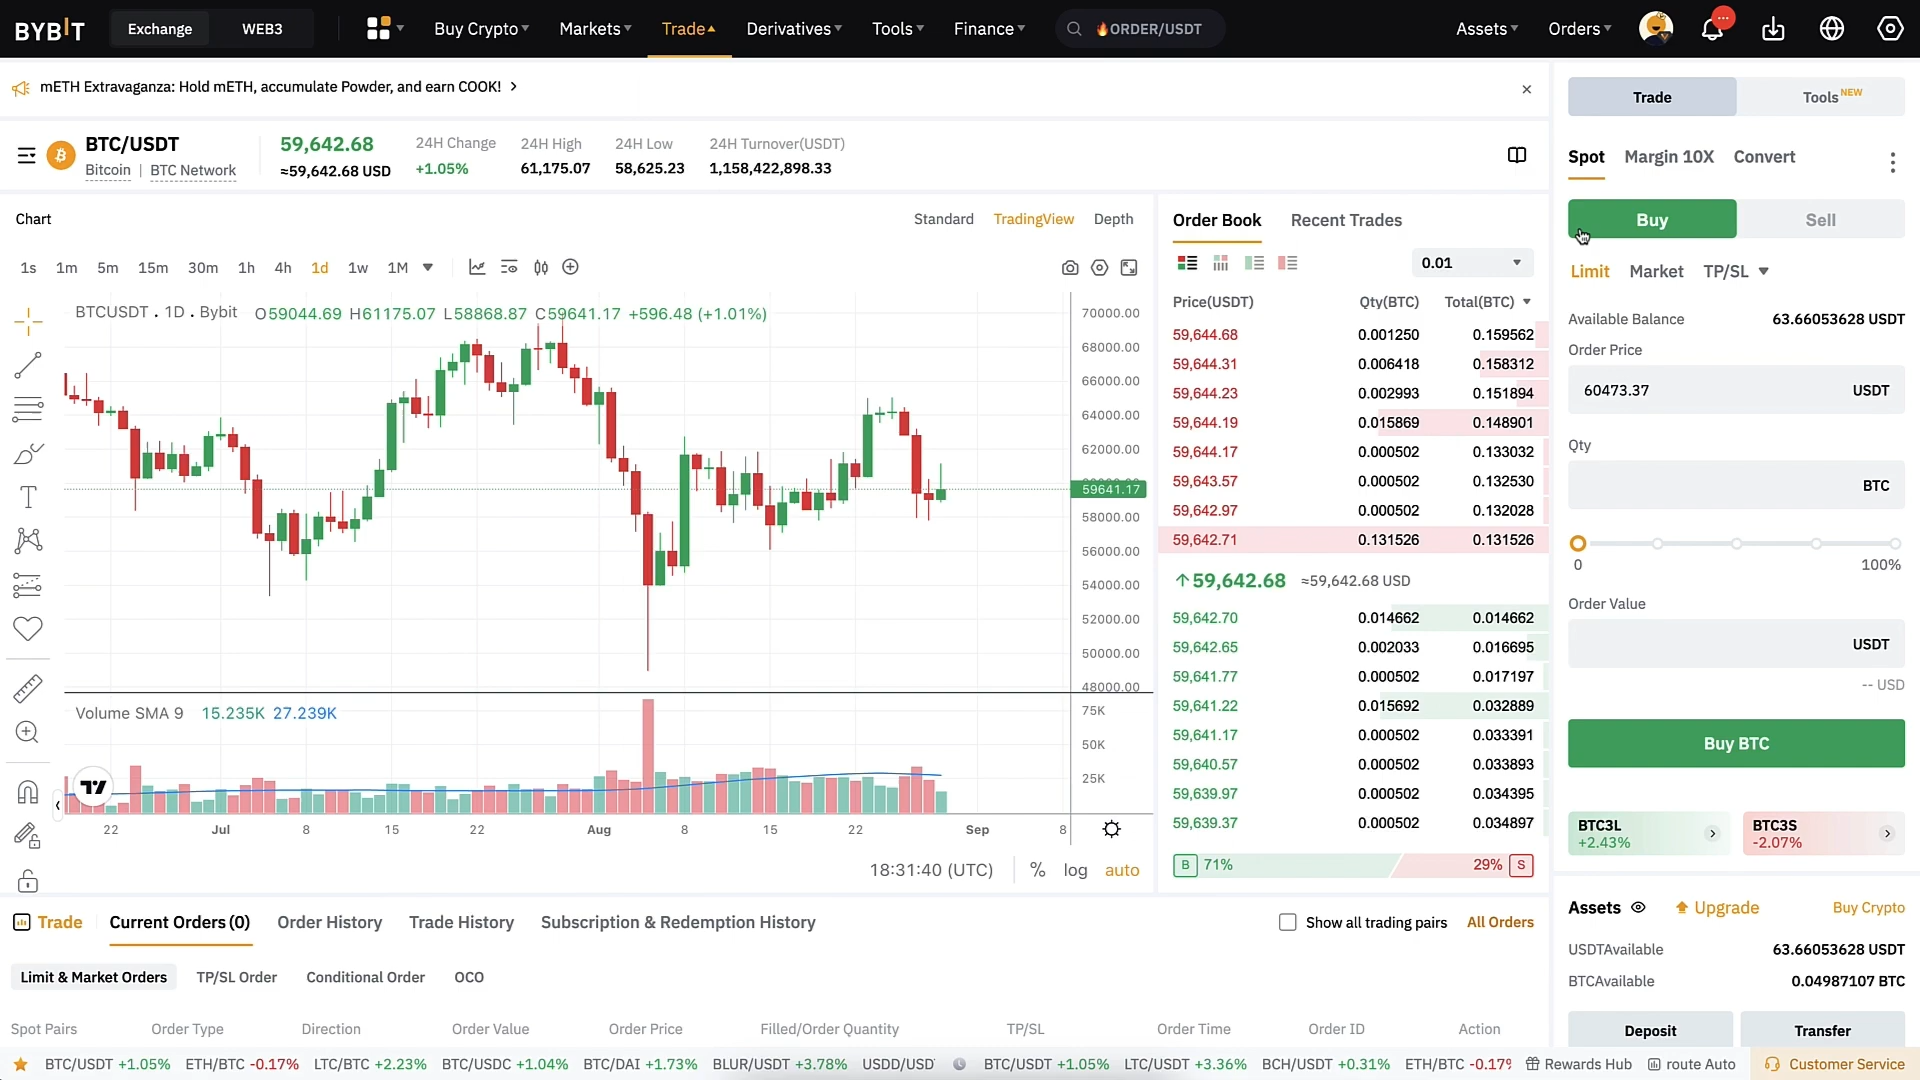 BYBIT
Exchange
WEB3
Buy Crypto
Markets
Trade
Derivatives
Tools
Finance
🔥ORDER/USDT
Assets
Orders
mETH Extravaganza: Hold mETH, accumulate Powder, and earn COOK!
BTC/USDT
Bitcoin | BTC Network
59,642.68
≈59,642.68 USD
24H Change
+1.05%
24H High
61,175.07
24H Low
58,625.23
24H Turnover(USDT)
1,158,422,898.33
Chart
Standard TradingView Depth
1s 1m 5m 15m 30m 1h 4h 1d 1w 1M
BTCUSDT . 1D . Bybit O59044.69 H61175.07 L58868.87 C59641.17 +596.48 (+1.01%)
70000.00
68000.00
66000.00
64000.00
62000.00
59641.17
58000.00
56000.00
54000.00
52000.00
50000.00
48000.00
Volume SMA 9 15.235K 27.239K
75K
50K
25K
22 Jul 8 15 22 Aug 8 15 22 Sep 8
18:31:40 (UTC) % log auto
Order Book Recent Trades
0.01
Price(USDT) Qty(BTC) Total(BTC)
59,644.68 0.001250 0.159562
59,644.31 0.006418 0.158312
59,644.23 0.002993 0.151894
59,644.19 0.015869 0.148901
59,644.17 0.000502 0.133032
59,643.57 0.000502 0.132530
59,642.97 0.000502 0.132028
59,642.71 0.131526 0.131526
↑59,642.68 ≈59,642.68 USD
59,642.70 0.014662 0.014662
59,642.65 0.002033 0.016695
59,641.77 0.000502 0.017197
59,641.22 0.015692 0.032889
59,641.17 0.000502 0.033391
59,640.57 0.000502 0.033893
59,639.97 0.000502 0.034395
59,639.37 0.000502 0.034897
B 71% 29% S
Trade Tools NEW
Spot Margin 10X Convert
Buy Sell
Limit Market TP/SL
Available Balance 63.66053628 USDT
Order Price
60473.37 USDT
Qty
BTC
0 100%
Order Value
USDT
-- USD
Buy BTC
BTC3L
+2.43%
BTC3S
-2.07%
Assets Upgrade Buy Crypto
USDTAvailable 63.66053628 USDT
BTCAvailable 0.04987107 BTC
Deposit Transfer
Trade Current Orders (0) Order History Trade History Subscription & Redemption History
Show all trading pairs All Orders
Limit & Market Orders TP/SL Order Conditional Order OCO
Spot Pairs Order Type Direction Order Value Order Price Filled/Order Quantity TP/SL Order Time Order ID Action
BTC/USDT +1.05% ETH/BTC -0.17% LTC/BTC +2.23% BTC/USDC +1.04% BTC/DAI +1.73% BLUR/USDT +3.78% USDD/USD BTC/USDT +1.05% LTC/USDT +3.36% BCH/USDT +0.31% ETH/BTC -0.17% Rewards Hub route Auto Customer Service